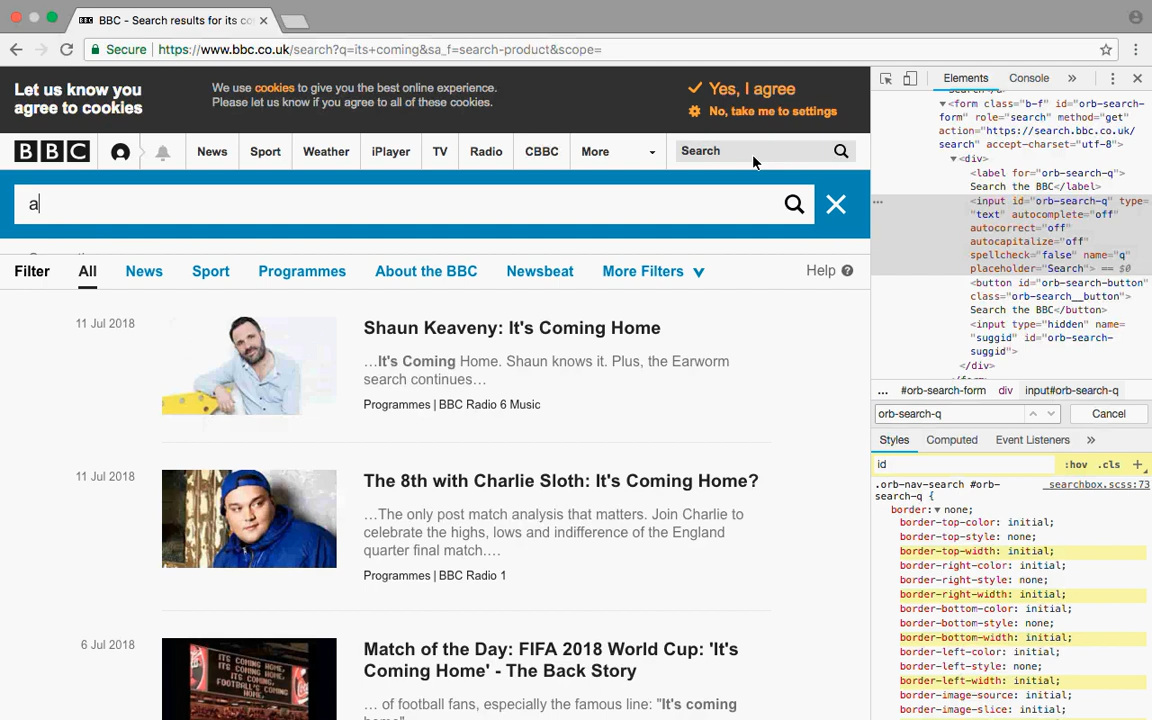 BBC - Search results for its co
Secure https://www.bbc.co.uk/search?q=its+coming&sa_f=search-product&scope=
Let us know you
agree to cookies
We use cookies to give you the best online experience.
Please let us know if you agree to all of these cookies.
Yes, I agree
No, take me to settings
BBC News Sport Weather iPlayer TV Radio CBBC More Search
a
Filter All News Sport Programmes About the BBC Newsbeat More Filters Help
11 Jul 2018
Shaun Keaveny: It's Coming Home
…It's Coming Home. Shaun knows it. Plus, the Earworm
search continues…
Programmes | BBC Radio 6 Music
11 Jul 2018
The 8th with Charlie Sloth: It's Coming Home?
…The only post match analysis that matters. Join Charlie to
celebrate the highs, lows and indifference of the England
quarter final match.…
Programmes | BBC Radio 1
6 Jul 2018
ITS COMING HOME,
ITS COMING HOME,
ITS COMING,
FOOTBALL'S COMING
HOME,
Match of the Day: FIFA 2018 World Cup: 'It's
Coming Home' - The Back Story
… of football fans, especially the famous line: "It's coming
Elements Console »
<form class="b-f" id="orb-search-
form" role="search" method="get"
action="https://search.bbc.co.uk/
search" accept-charset="utf-8">
<div>
<label for="orb-search-q">
Search the BBC</label>
<input id="orb-search-q" type=
"text" autocomplete="off"
autocorrect="off"
autocapitalize="off"
spellcheck="false" name="q"
placeholder="Search"> == $0
<button id="orb-search-button"
class="orb-search__button">
Search the BBC</button>
<input type="hidden" name=
"suggid" id="orb-search-
suggid">
</div>
... #orb-search-form div input#orb-search-q
orb-search-q Cancel
Styles Computed Event Listeners »
id :hov .cls +
.orb-nav-search #orb- _searchbox.scss:73
search-q {
border: none;
border-top-color: initial;
border-top-style: none;
border-top-width: initial;
border-right-color: initial;
border-right-style: none;
border-right-width: initial;
border-bottom-color: initial;
border-bottom-style: none;
border-bottom-width: initial;
border-left-color: initial;
border-left-style: none;
border-left-width: initial;
border-image-source: initial;
border-image-slice: initial;